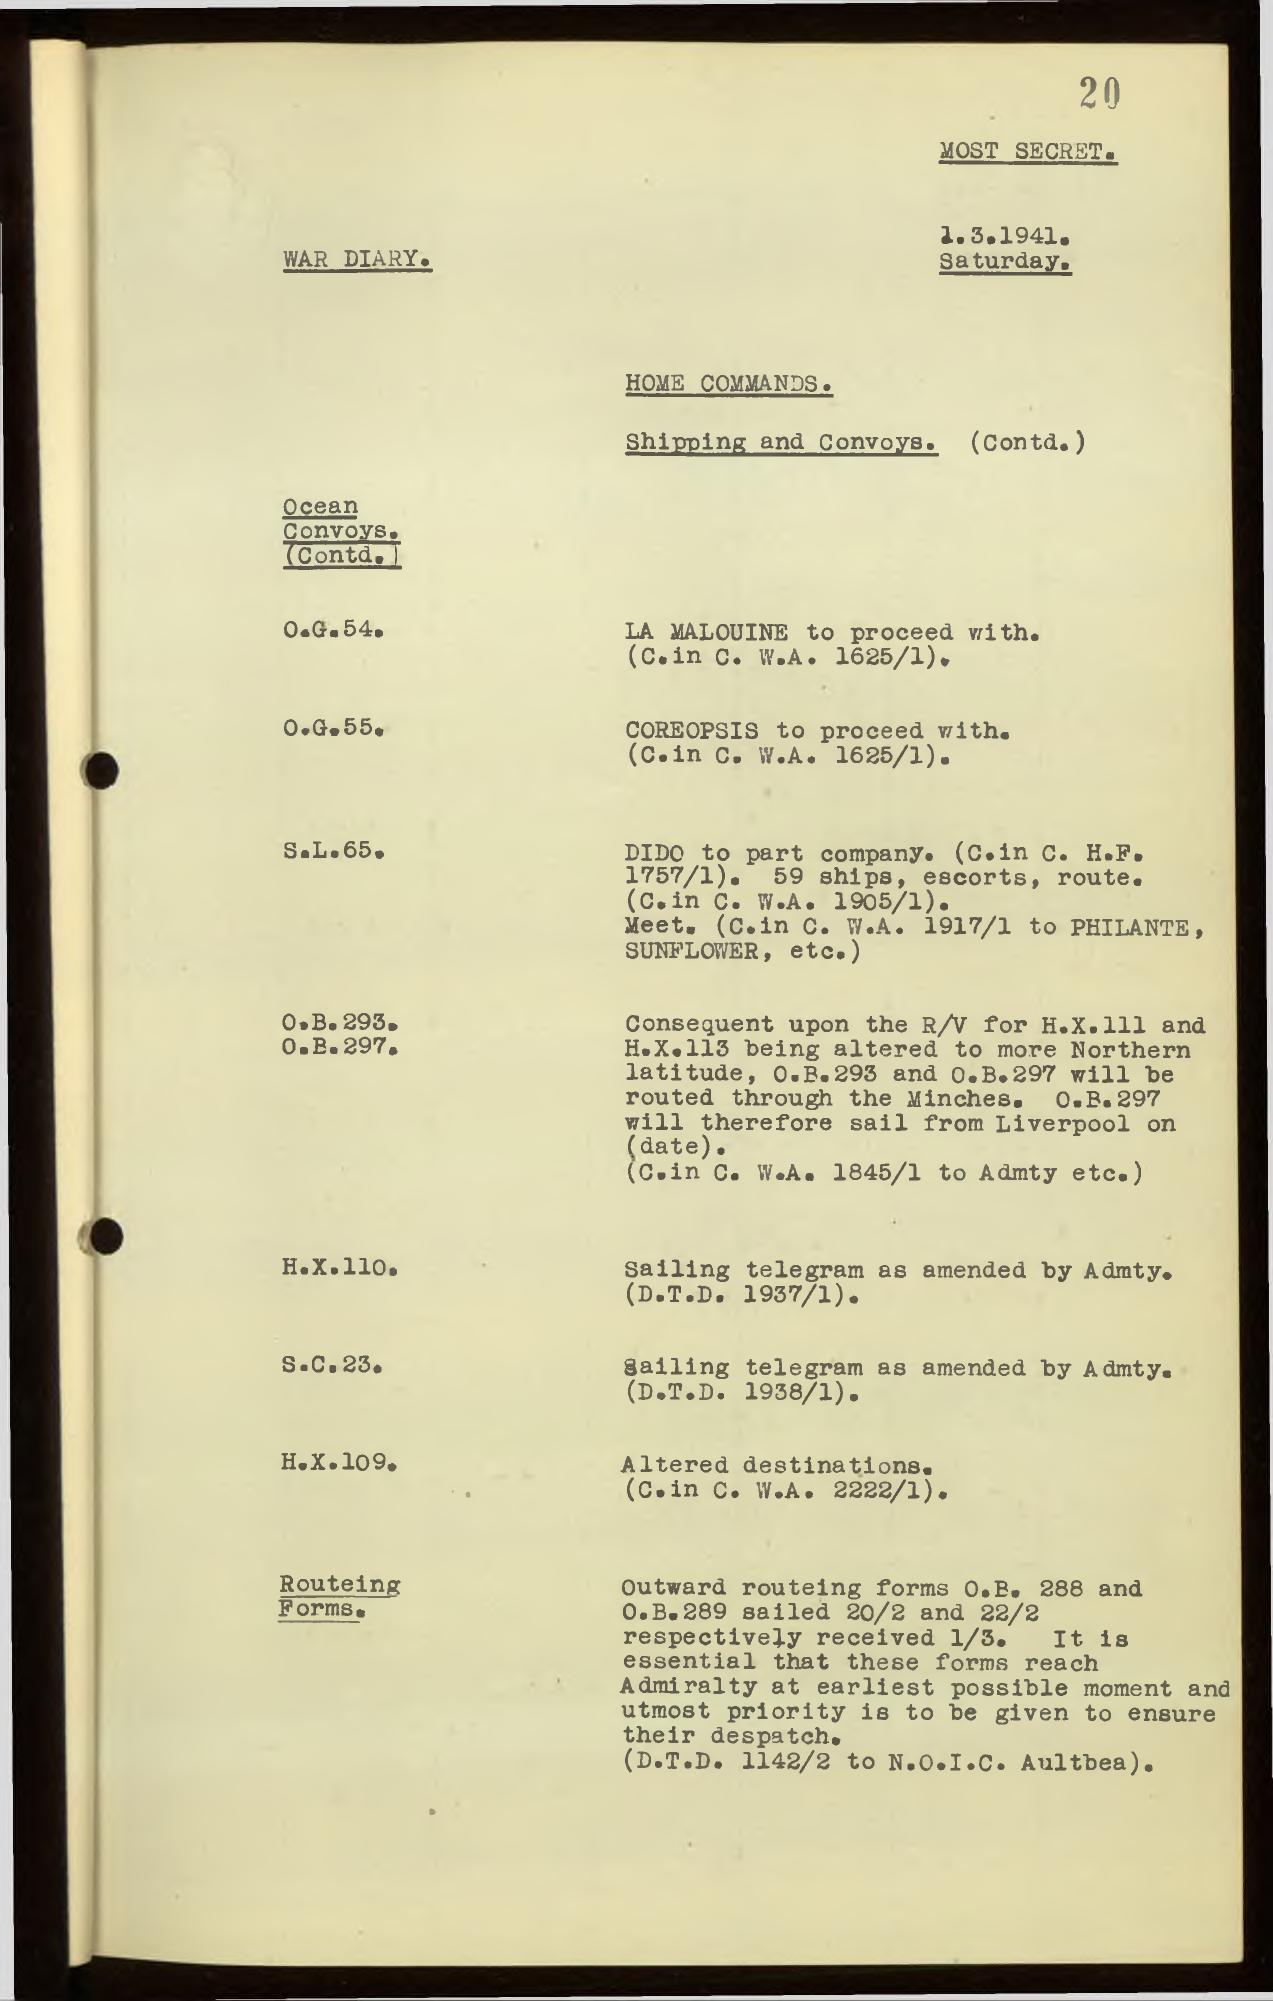 20
MOST SECRET.
1.3.1941.
Saturday.
WAR DIARY.
HOME COMMANDS.
Shipping and Convoys. (Contd.)
Ocean
Convoys.
(Contd.)
O.G.54.
LA MALOUINE to proceed with.
(C.in C. W.A. 1625/1).
O.G.55.
COREOPSIS to proceed with.
(C.in C. W.A. 1625/1).
S.L.65.
DIDO to part company. (C.in C. H.F.
1757/1). 59 ships, escorts, route.
(C.in C. W.A. 1905/1).
Meet. (C.in C. W.A. 1917/1 to PHILANTE,
SUNFLOWER, etc.)
O.B.293.
O.B.297.
Consequent upon the R/V for H.X.111 and
H.X.113 being altered to more Northern
latitude, O.B.293 and O.B.297 will be
routed through the Minches. O.B.297
will therefore sail from Liverpool on
(date).
(C.in C. W.A. 1845/1 to Admty etc.)
H.X.110.
Sailing telegram as amended by Admty.
(D.T.D. 1937/1).
S.C.23.
Sailing telegram as amended by Admty.
(D.T.D. 1938/1).
H.X.109.
Altered destinations.
(C.in C. W.A. 2222/1).
Routeing
Forms.
Outward routeing forms O.B. 288 and
O.B.289 sailed 20/2 and 22/2
respectively received 1/3. It is
essential that these forms reach
Admiralty at earliest possible moment and
utmost priority is to be given to ensure
their despatch.
(D.T.D. 1142/2 to N.O.I.C. Aultbea).